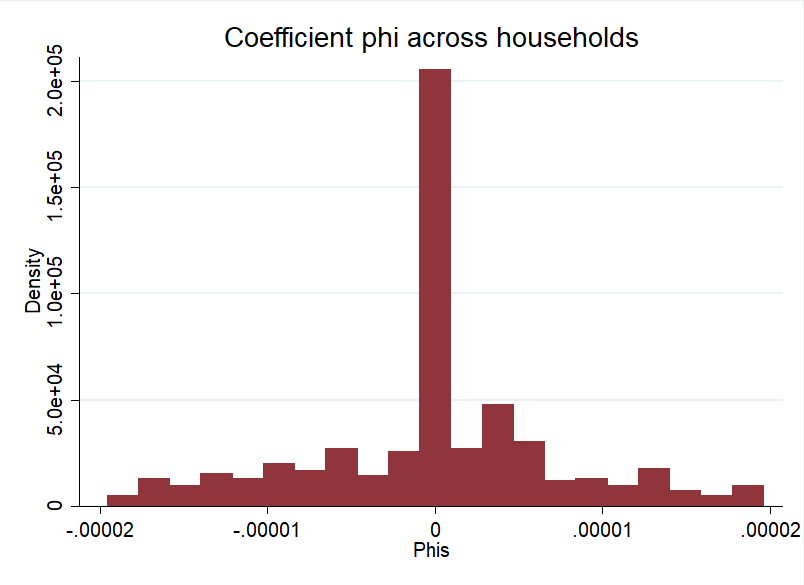 Coefficient phi across households
Density
2.0e+05
1.5e+05
1.0e+05
5.0e+04
0
-.00002
-.00001
0
.00001
.00002
Phis